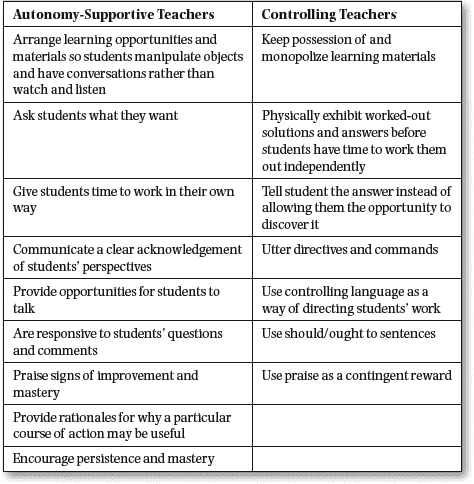 Autonomy-Supportive Teachers
Controlling Teachers
Arrange learning opportunities and
materials so students manipulate objects
and have conversations rather than
watch and listen
Keep possession of and
monopolize learning materials
Ask students what they want
Physically exhibit worked-out
solutions and answers before
students have time to work them
out independently
Give students time to work in their own
way
Tell student the answer instead of
allowing them the opportunity to
discover it
Communicate a clear acknowledgement
of students' perspectives
Utter directives and commands
Provide opportunities for students to
talk
Use controlling language as a
way of directing students' work
Are responsive to students' questions
and comments
Use should/ought to sentences
Praise signs of improvement and
mastery
Use praise as a contingent reward
Provide rationales for why a particular
course of action may be useful
Encourage persistence and mastery